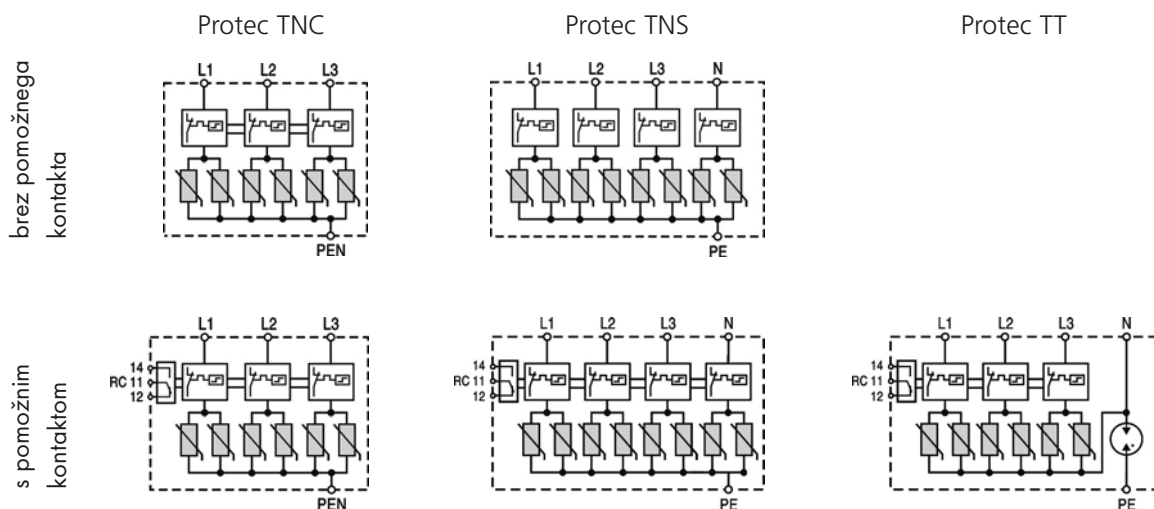 Protec TNC
Protec TNS
Protec TT
brez pomožnega
kontakta
L1 L2 L3
PEN
L1 L2 L3 N
PE
s pomožnim
kontaktom
L1 L2 L3
14
RC 11
12
PEN
L1 L2 L3 N
14
RC 11
12
PE
L1 L2 L3 N
14
RC 11
12
PE